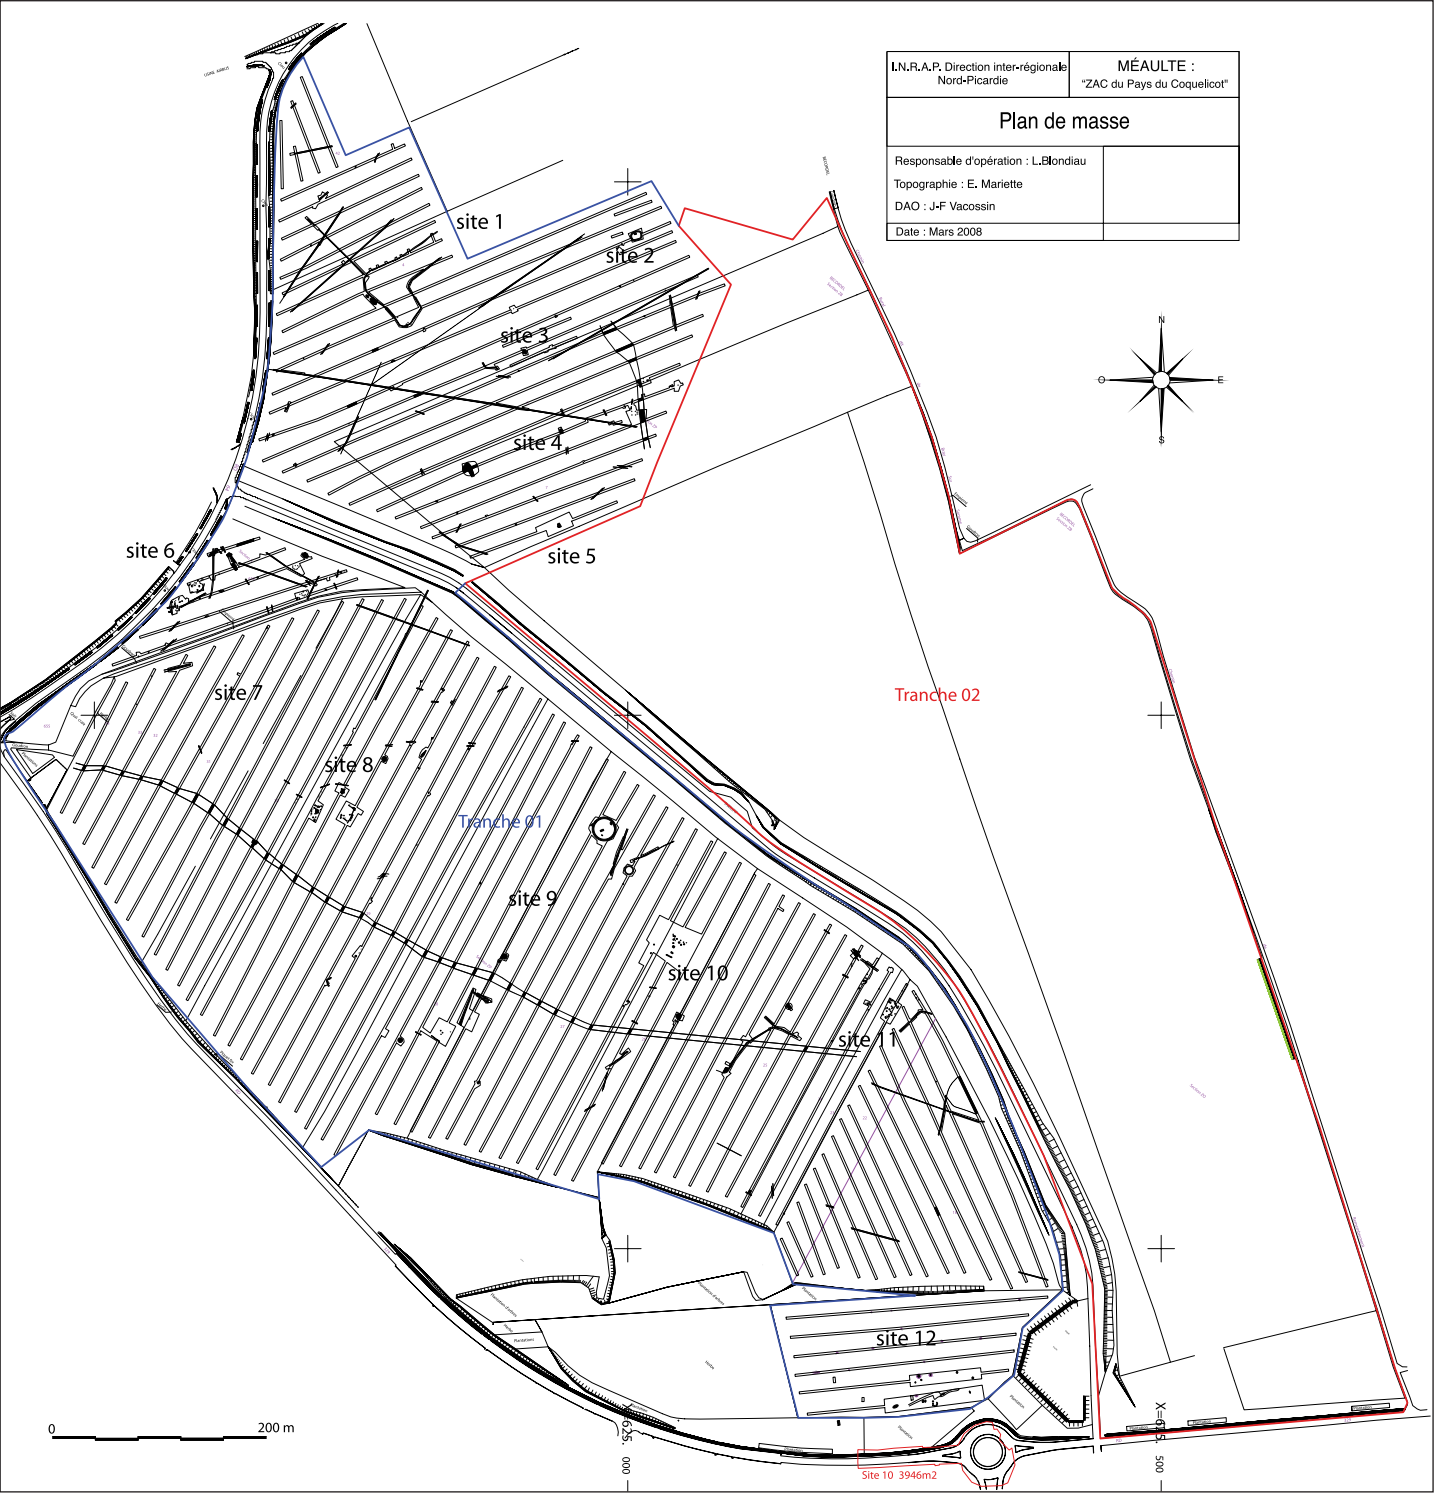 I.N.R.A.P. Direction inter-régionale
Nord-Picardie
MÉAULTE :
"ZAC du Pays du Coquelicot"
Plan de masse
Responsable d'opération : L.Blondiau
Topographie : E. Mariette
DAO : J-F Vacossin
Date : Mars 2008
N
O
E
S
site 1
site 2
site 3
site 4
site 5
site 6
site 7
site 8
Tranche 02
Tranche 01
site 9
site 10
site 11
site 12
0
200 m
000
X=625.
500
Site 10 3946m2